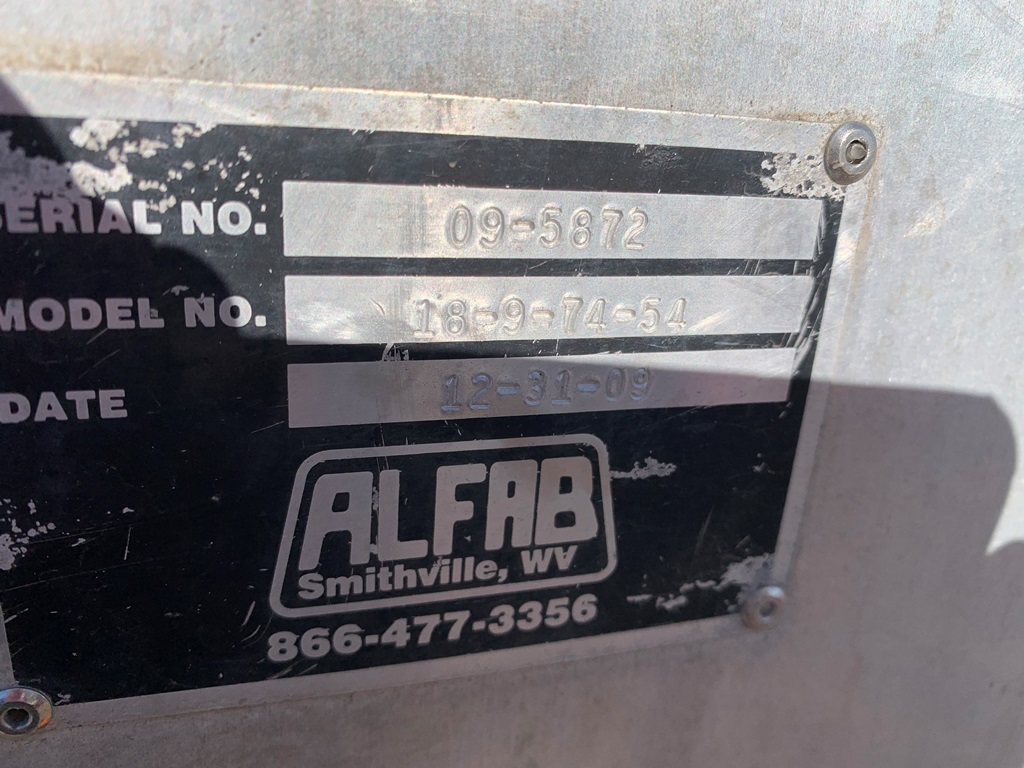 SERIAL NO. 09-5872
MODEL NO. 18-9-74-54
DATE 12-31-09
ALFAB
Smithville, WV
866-477-3356